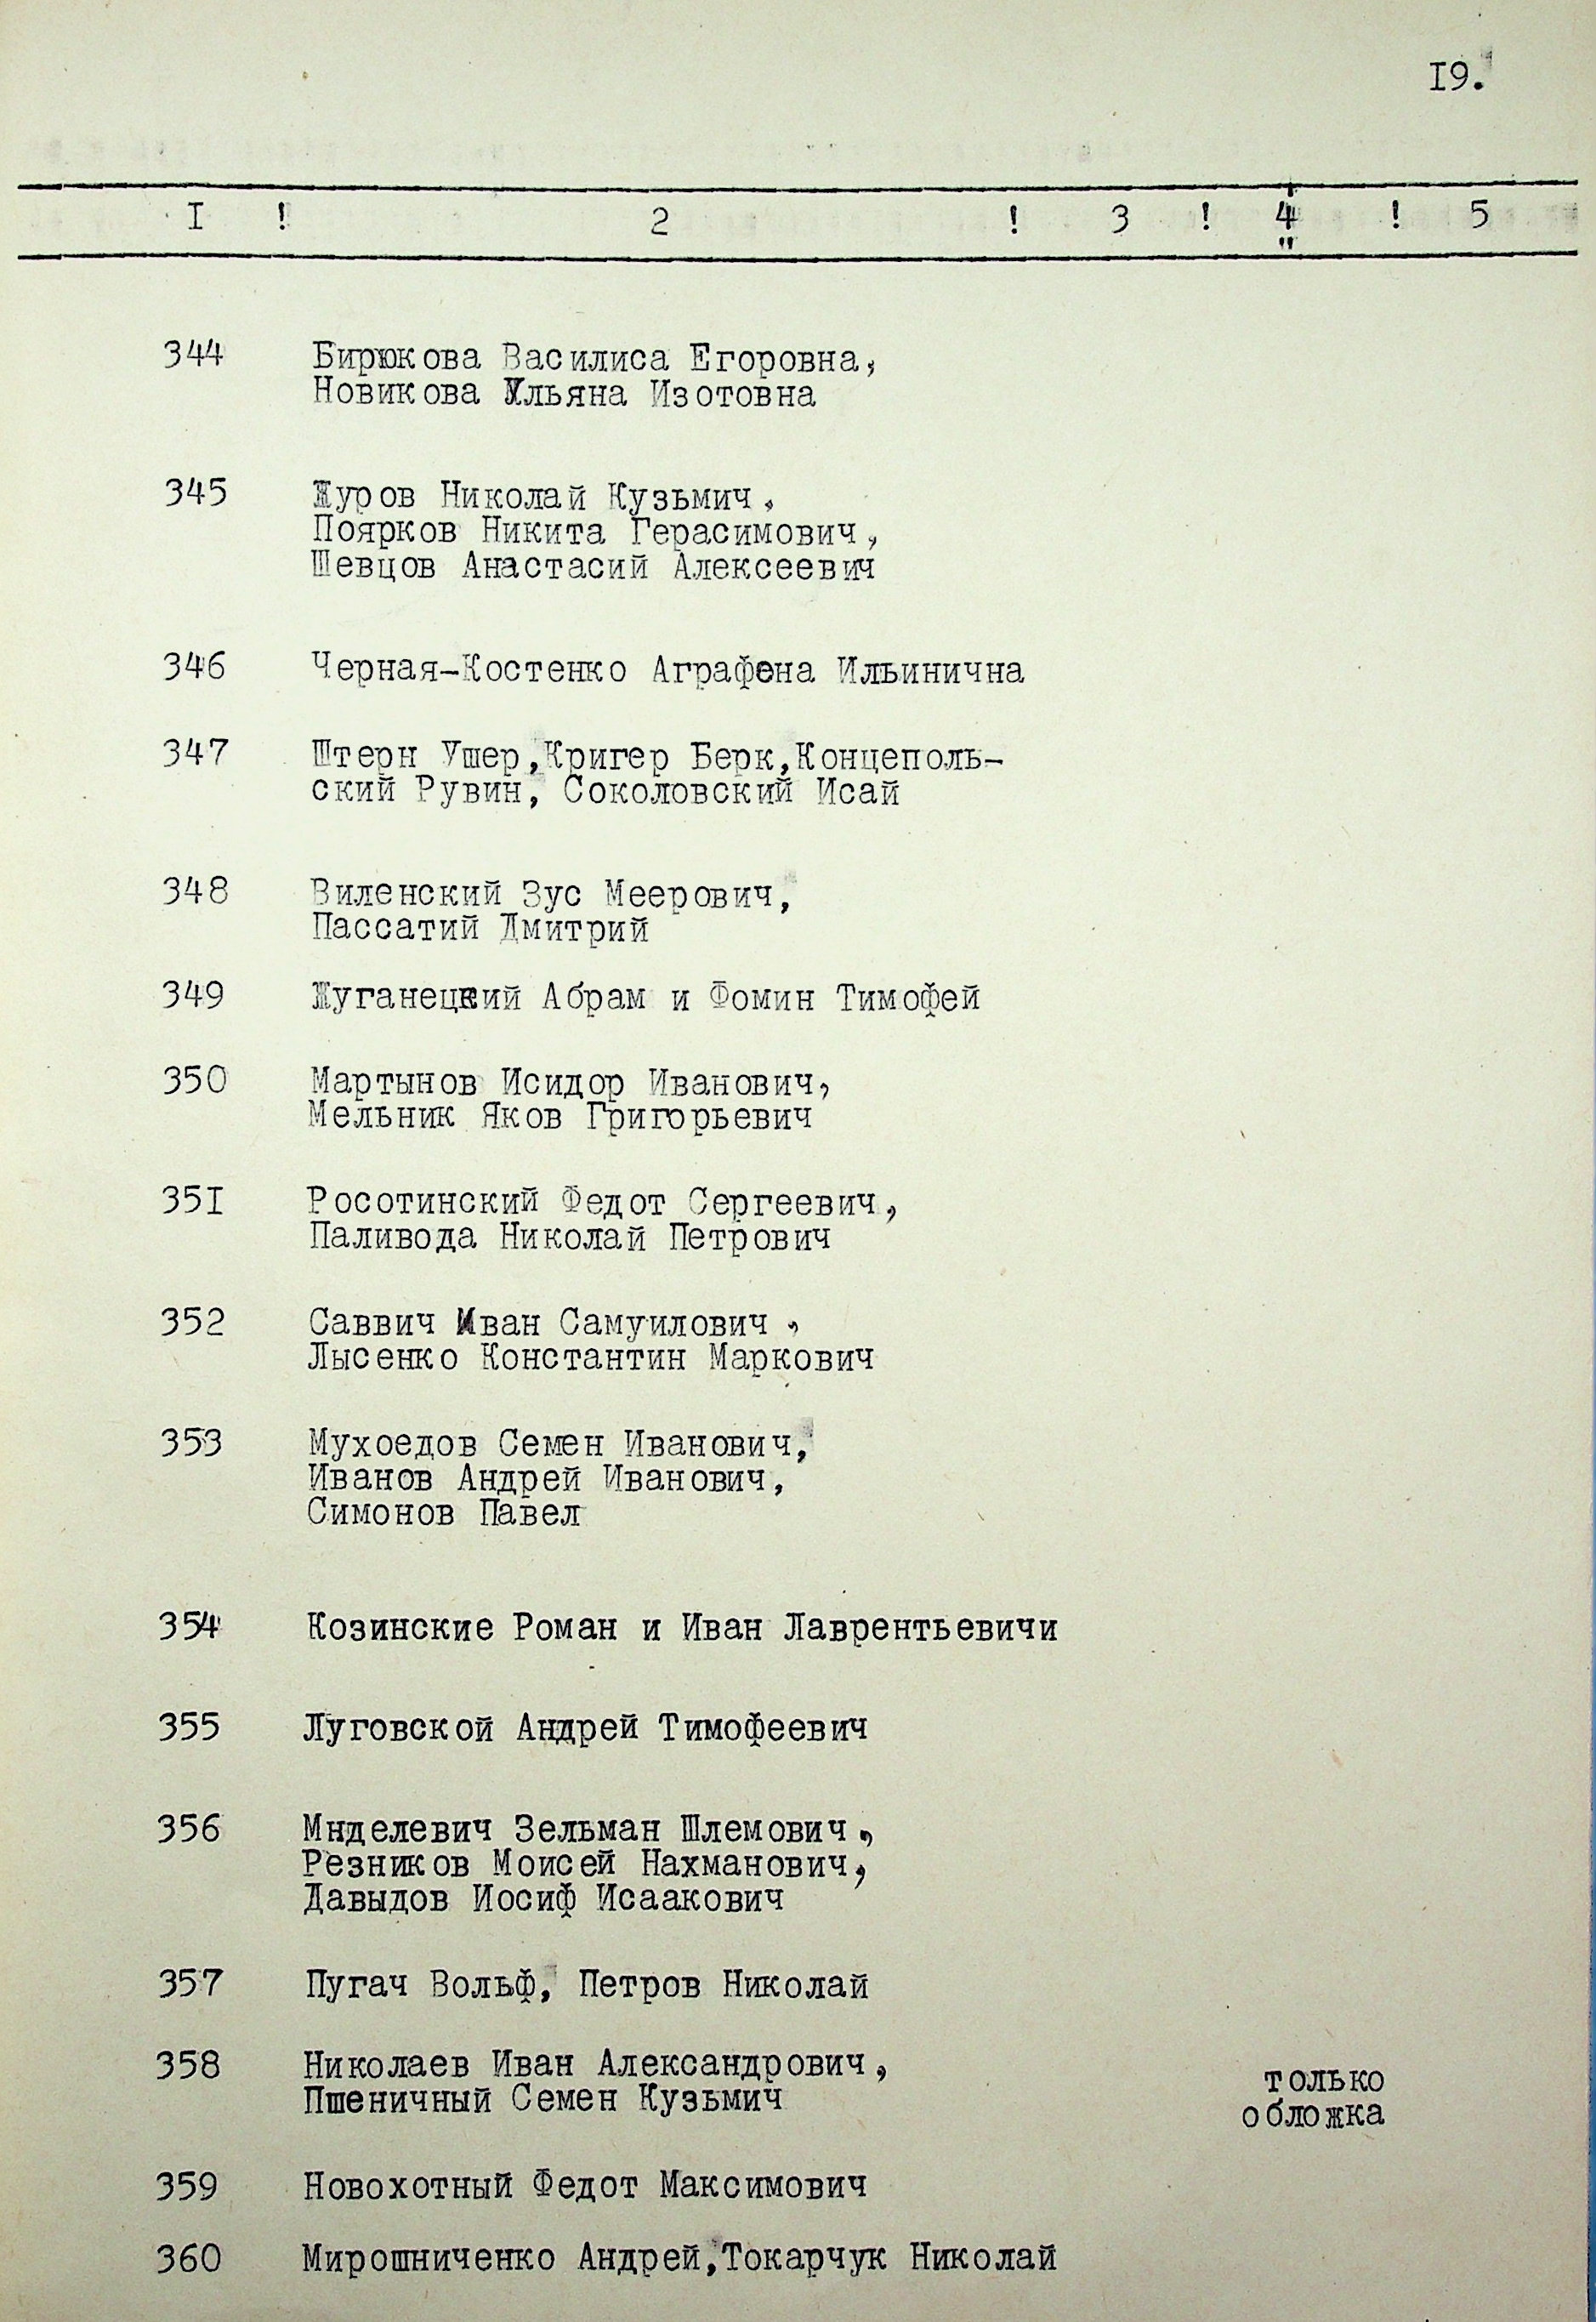 I9.
I ! 2 ! 3 ! 4 ! 5
"
344 Бирюкова Василиса Егоровна,
Новикова Ульяна Изотовна
345 Журов Николай Кузьмич,
Поярков Никита Герасимович,
Шевцов Анастасий Алексеевич
346 Черная-Костенко Аграфена Ильинична
347 Штерн Ушер,Кригер Берк,Концеполь-
ский Рувин, Соколовский Исай
348 Виленский Зус Меерович,
Пассатий Дмитрий
349 Жуганецкий Абрам и Фомин Тимофей
350 Мартынов Исидор Иванович,
Мельник Яков Григорьевич
35I Росотинский Федот Сергеевич,
Паливода Николай Петрович
352 Саввич Иван Самуилович,
Лысенко Константин Маркович
353 Мухоедов Семен Иванович,
Иванов Андрей Иванович,
Симонов Павел
354 Козинские Роман и Иван Лаврентьевичи
355 Луговской Андрей Тимофеевич
356 Мнделевич Зельман Шлемович,
Резников Моисей Нахманович,
Давыдов Иосиф Исаакович
357 Пугач Вольф, Петров Николай
358 Николаев Иван Александрович,
Пшеничный Семен Кузьмич
только
обложка
359 Новохотный Федот Максимович
360 Мирошниченко Андрей,Токарчук Николай